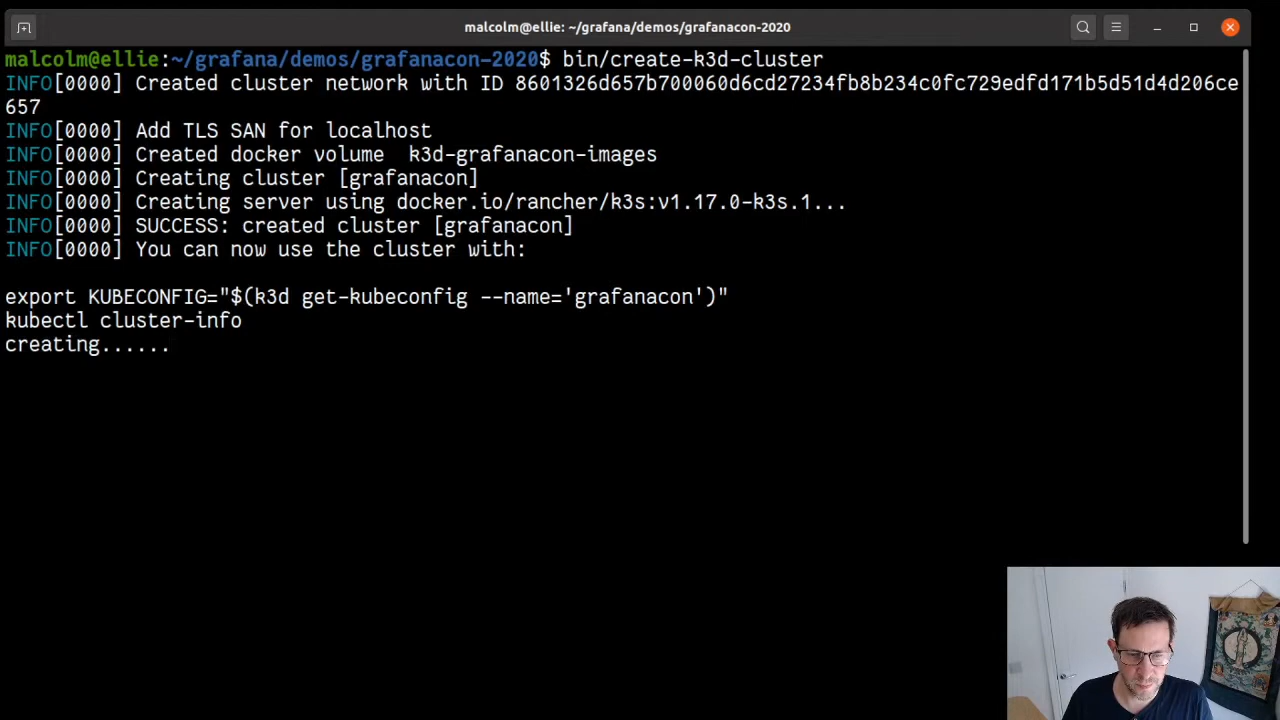 malcolm@ellie: ~/grafana/demos/grafanacon-2020
malcolm@ellie:~/grafana/demos/grafanacon-2020$ bin/create-k3d-cluster
INFO[0000] Created cluster network with ID 8601326d657b700060d6cd27234fb8b234c0fc729edfd171b5d51d4d206ce
657
INFO[0000] Add TLS SAN for localhost
INFO[0000] Created docker volume  k3d-grafanacon-images
INFO[0000] Creating cluster [grafanacon]
INFO[0000] Creating server using docker.io/rancher/k3s:v1.17.0-k3s.1...
INFO[0000] SUCCESS: created cluster [grafanacon]
INFO[0000] You can now use the cluster with:
export KUBECONFIG="$(k3d get-kubeconfig --name='grafanacon')"
kubectl cluster-info
creating......